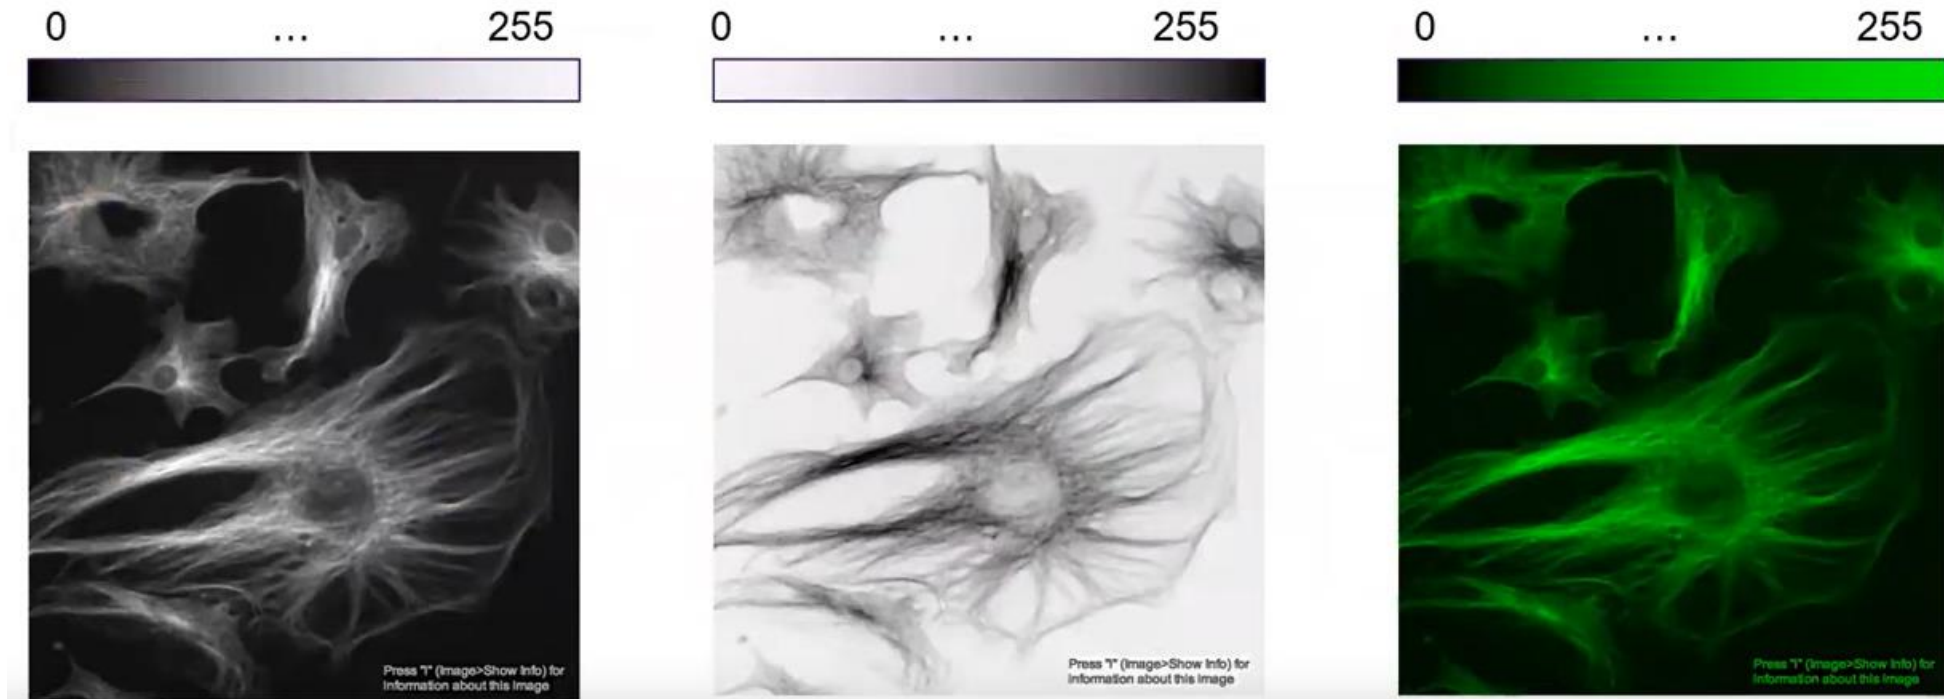 0 ... 255
0 ... 255
0 ... 255
Press "I" (Image>Show Info) for
Information about this Image
Press "I" (Image>Show Info) for
Information about this Image
Press "I" (Image>Show Info) for
Information about this Image